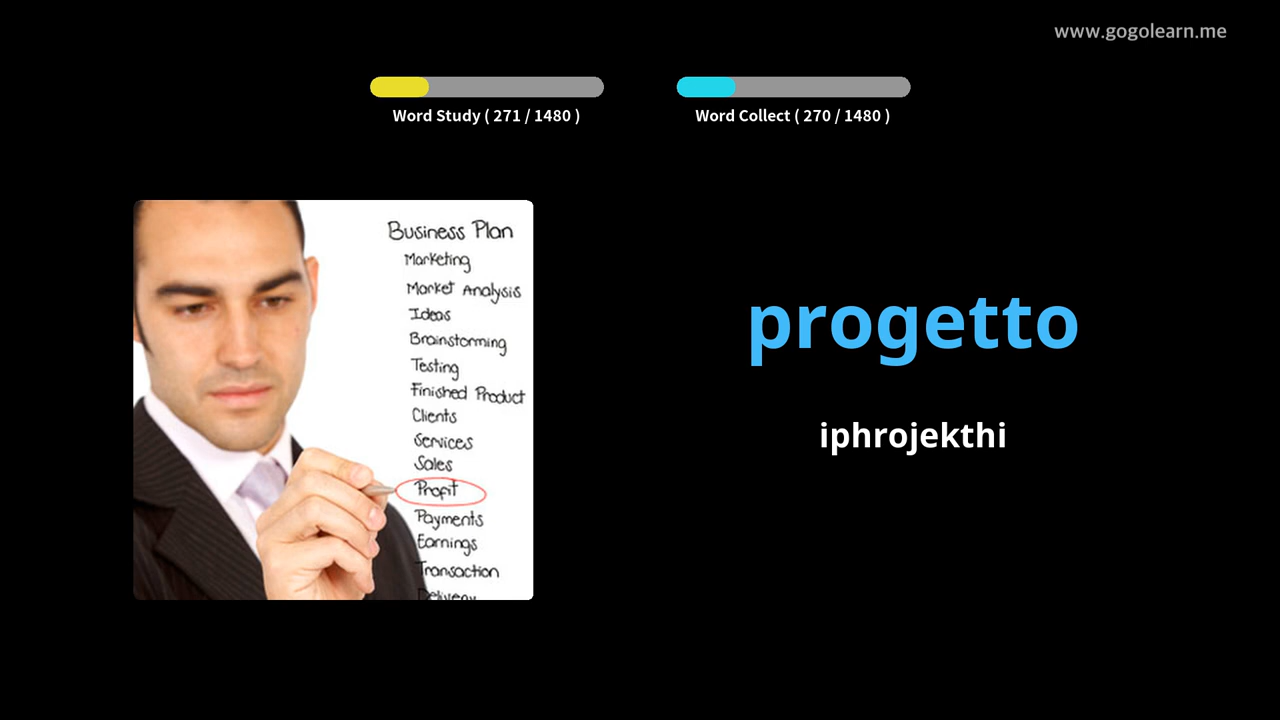 www.gogolearn.me
Word Study ( 271 / 1480 )
Word Collect ( 270 / 1480 )
Business Plan
Marketing
Market Analysis
Ideas
Brainstorming
Testing
Finished Product
Clients
Services
Sales
Profit
Payments
Earnings
Transaction
Delivery
progetto
iphrojekthi